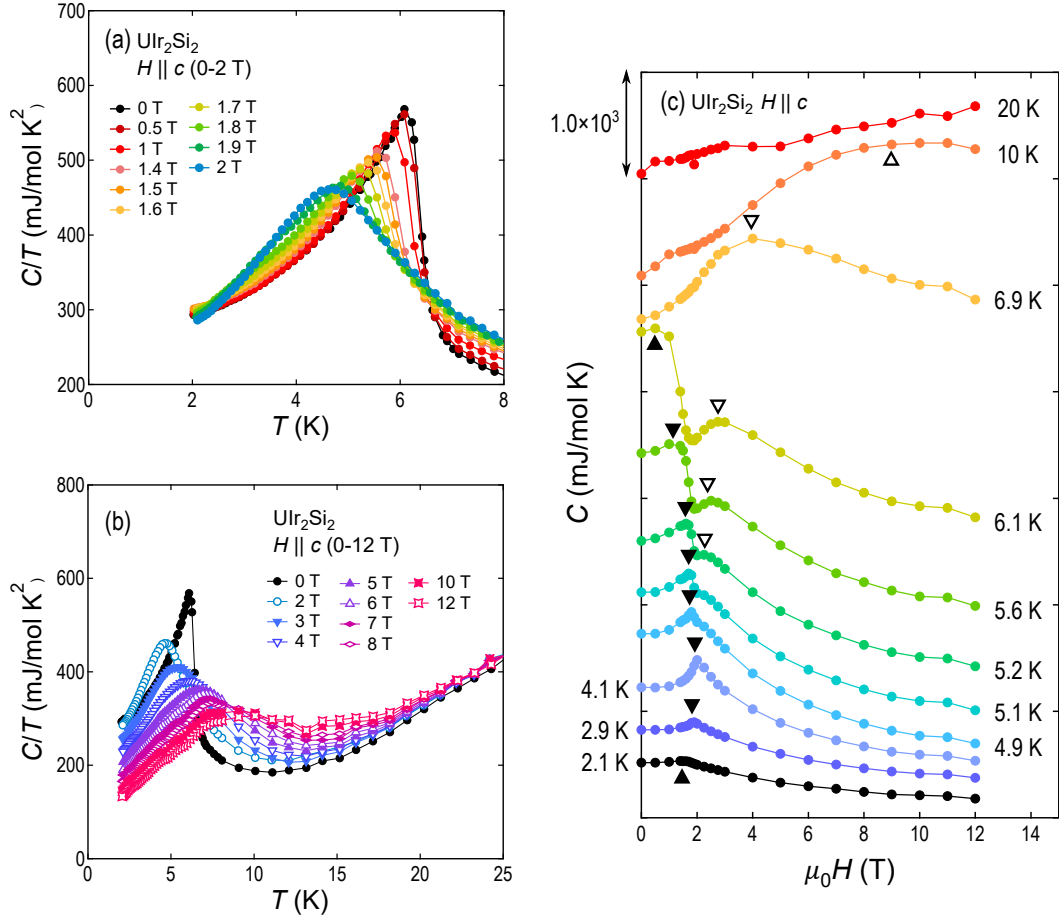 (a) UIr₂Si₂
H || c (0-2 T)
0 T
0.5 T
1 T
1.4 T
1.5 T
1.6 T
1.7 T
1.8 T
1.9 T
2 T
C/T (mJ/mol K²)
700
600
500
400
300
200
0
2
4
6
8
T (K)
(b)
UIr₂Si₂
H || c (0-12 T)
0 T
2 T
3 T
4 T
5 T
6 T
7 T
8 T
10 T
12 T
C/T (mJ/mol K²)
800
600
400
200
0
0
5
10
15
20
25
T (K)
(c) UIr₂Si₂ H || c
1.0×10³
20 K
10 K
6.9 K
6.1 K
5.6 K
5.2 K
5.1 K
4.9 K
4.1 K
2.9 K
2.1 K
C (mJ/mol K)
0
2
4
6
8
10
12
14
μ₀H (T)